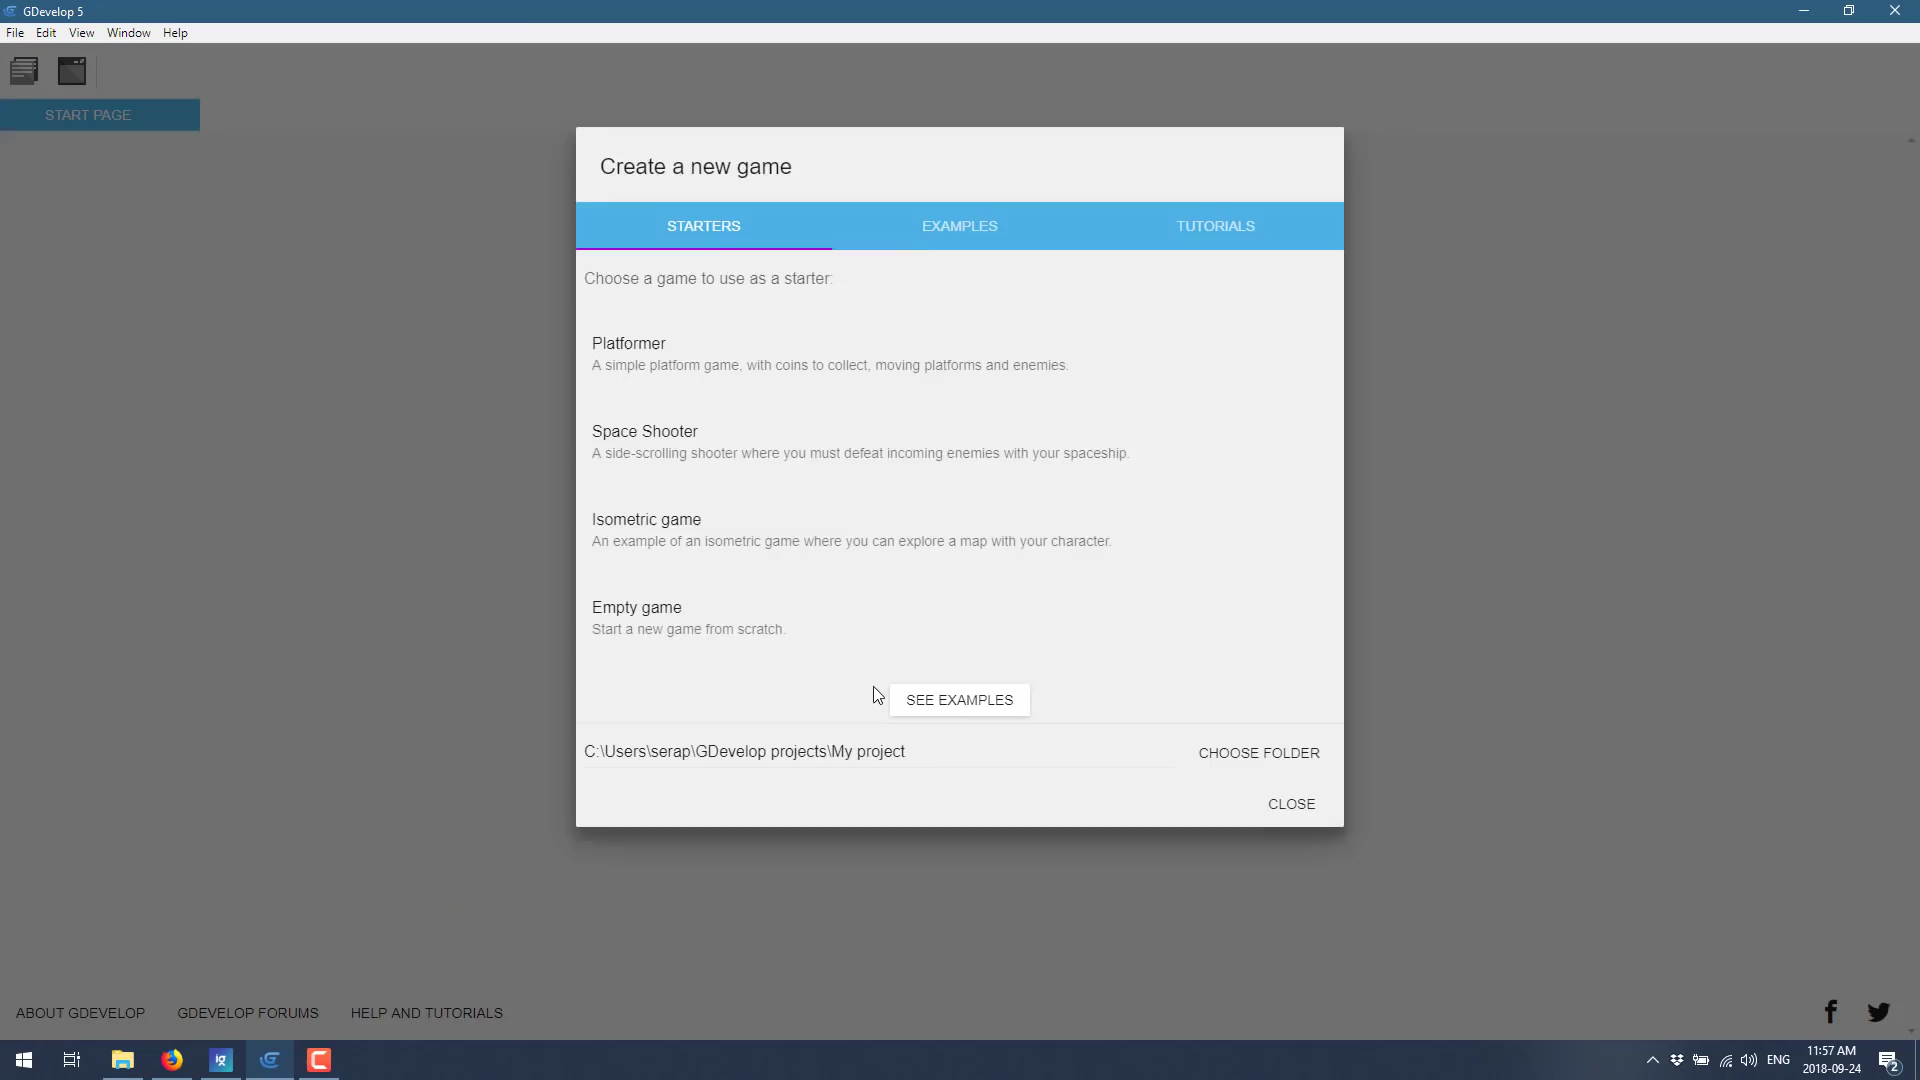 GDevelop 5
File Edit View Window Help
START PAGE
Create a new game
STARTERS EXAMPLES TUTORIALS
Choose a game to use as a starter:
Platformer
A simple platform game, with coins to collect, moving platforms and enemies.
Space Shooter
A side-scrolling shooter where you must defeat incoming enemies with your spaceship.
Isometric game
An example of an isometric game where you can explore a map with your character.
Empty game
Start a new game from scratch.
SEE EXAMPLES
C:\Users\serap\GDevelop projects\My project CHOOSE FOLDER
CLOSE
ABOUT GDEVELOP GDEVELOP FORUMS HELP AND TUTORIALS
ig ENG 11:57 AM
2018-09-24 2